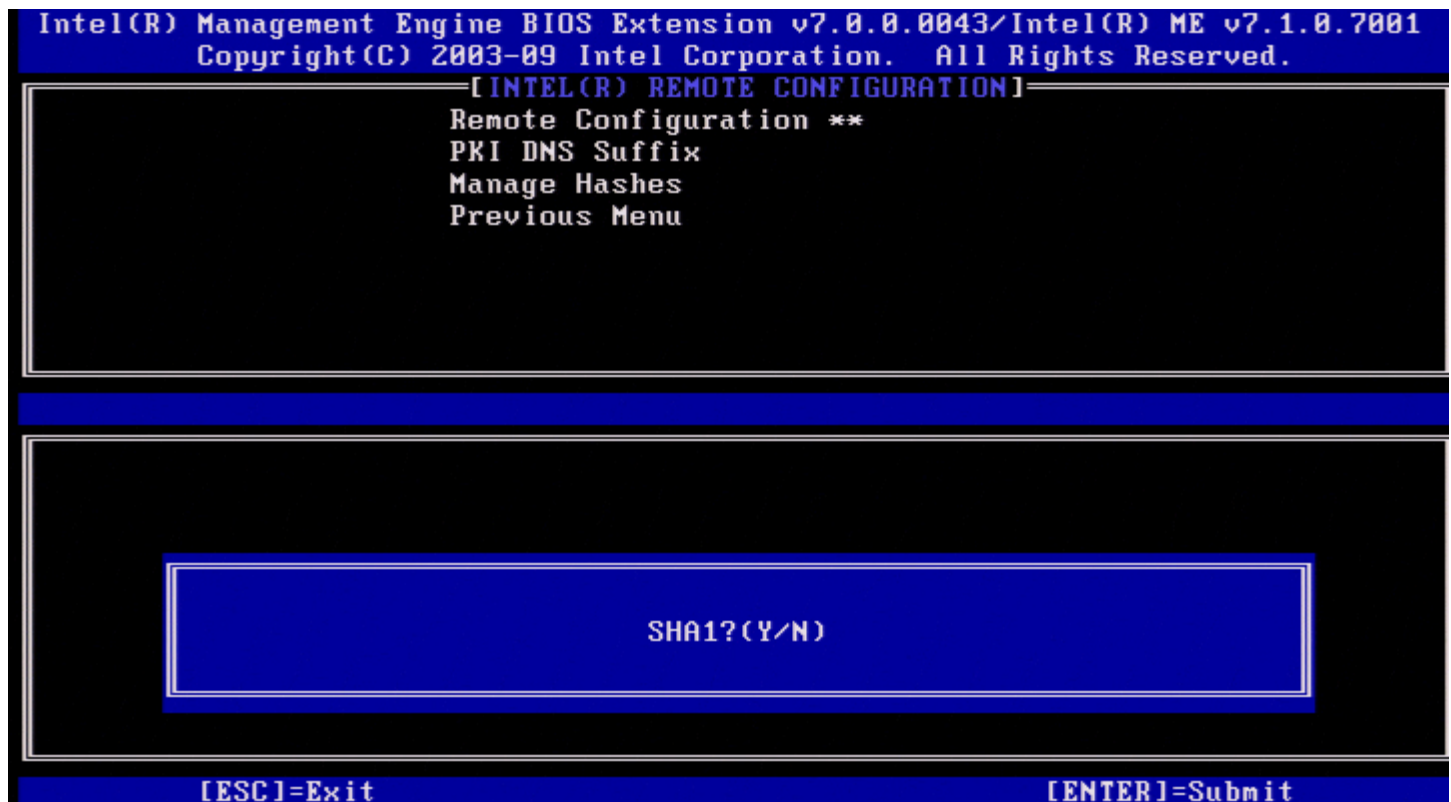 Intel(R) Management Engine BIOS Extension v7.0.0.0043/Intel(R) ME v7.1.0.7001
Copyright(C) 2003-09 Intel Corporation.  All Rights Reserved.
[INTEL(R) REMOTE CONFIGURATION]
Remote Configuration **
PKI DNS Suffix
Manage Hashes
Previous Menu
SHA1?(Y/N)
[ESC]=Exit [ENTER]=Submit